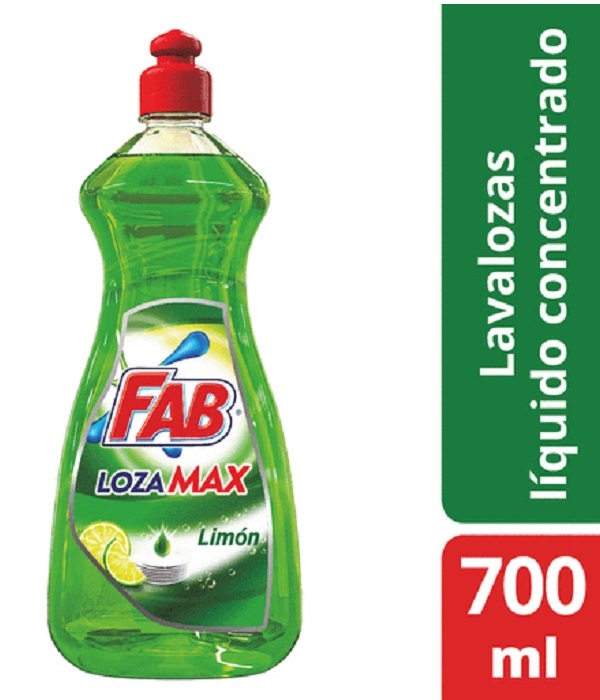 FAB
LOZA MAX
Limón
Lavalozas
líquido concentrado
700
ml